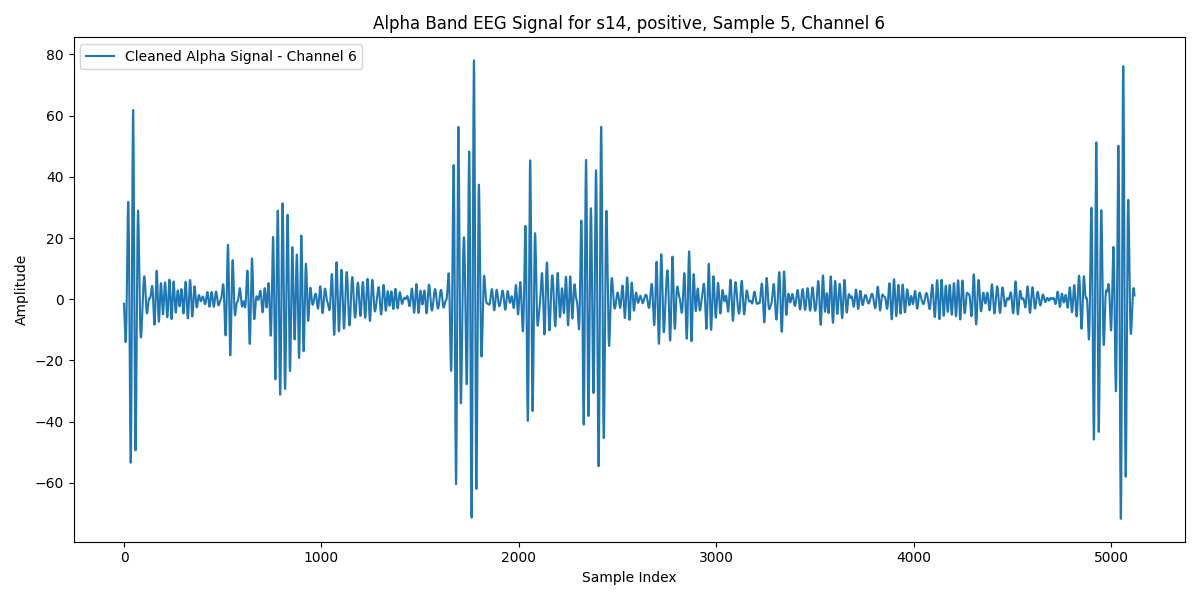 Alpha Band EEG Signal for s14, positive, Sample 5, Channel 6
Cleaned Alpha Signal - Channel 6
80
60
40
20
0
−20
−40
−60
Amplitude
0 1000 2000 3000 4000 5000
Sample Index